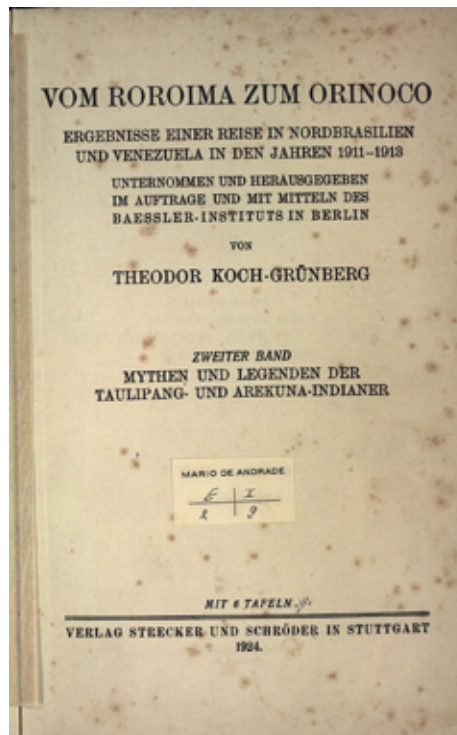 VOM ROROIMA ZUM ORINOCO
ERGEBNISSE EINER REISE IN NORDBRASILIEN
UND VENEZUELA IN DEN JAHREN 1911–1913
UNTERNOMMEN UND HERAUSGEGEBEN
IM AUFTRAGE UND MIT MITTELN DES
BAESSLER-INSTITUTS IN BERLIN
VON
THEODOR KOCH-GRÜNBERG
ZWEITER BAND
MYTHEN UND LEGENDEN DER
TAULIPANG- UND AREKUNA-INDIANER
MARIO DE ANDRADE
E I
2 9
MIT 6 TAFELN
VERLAG STRECKER UND SCHRÖDER IN STUTTGART
1924.